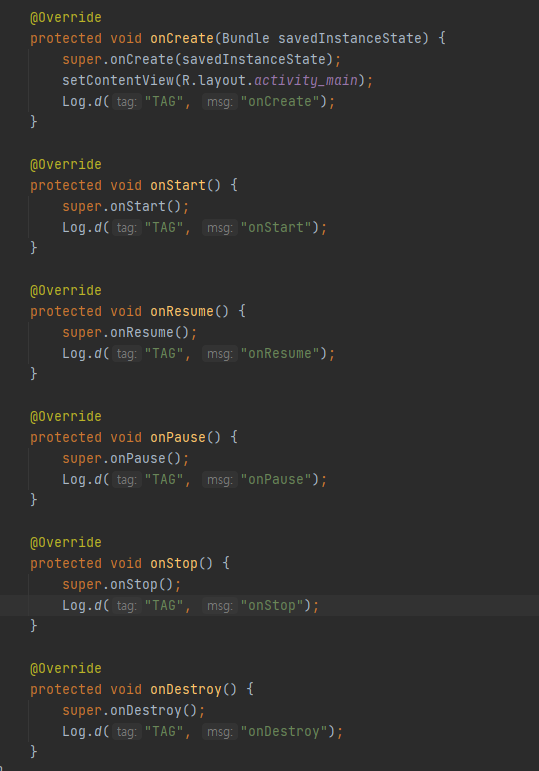 @Override
protected void onCreate(Bundle savedInstanceState) {
super.onCreate(savedInstanceState);
setContentView(R.layout.activity_main);
Log.d( tag: "TAG", msg: "onCreate");
}
@Override
protected void onStart() {
super.onStart();
Log.d( tag: "TAG", msg: "onStart");
}
@Override
protected void onResume() {
super.onResume();
Log.d( tag: "TAG", msg: "onResume");
}
@Override
protected void onPause() {
super.onPause();
Log.d( tag: "TAG", msg: "onPause");
}
@Override
protected void onStop() {
super.onStop();
Log.d( tag: "TAG", msg: "onStop");
}
@Override
protected void onDestroy() {
super.onDestroy();
Log.d( tag: "TAG", msg: "onDestroy");
}